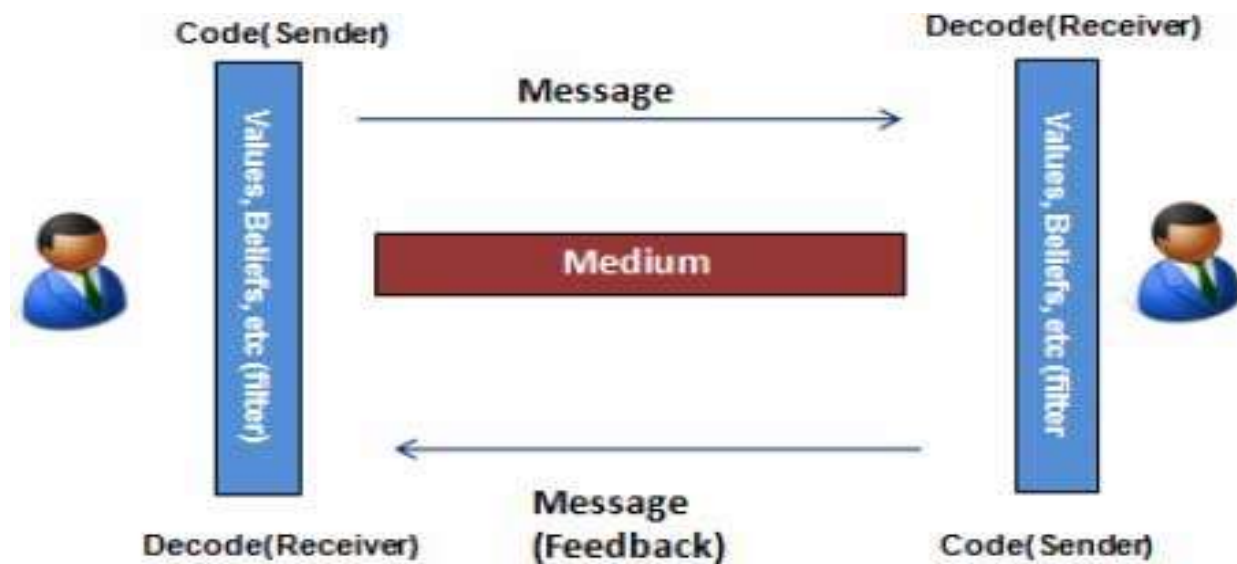 Code(Sender)
Decode(Receiver)
Message
Values, Beliefs, etc (filter)
Medium
Values, Beliefs, etc (filter
Message
(Feedback)
Decode(Receiver)
Code(Sender)